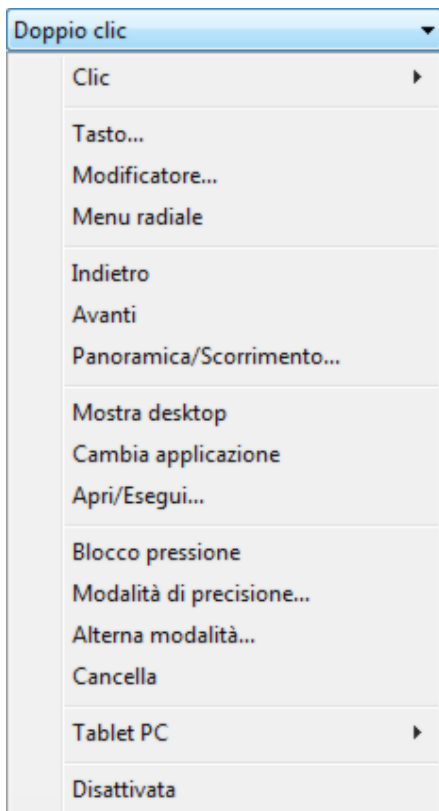 Doppio clic
Clic
Tasto...
Modificatore...
Menu radiale
Indietro
Avanti
Panoramica/Scorrimento...
Mostra desktop
Cambia applicazione
Apri/Esegui...
Blocco pressione
Modalità di precisione...
Alterna modalità...
Cancella
Tablet PC
Disattivata